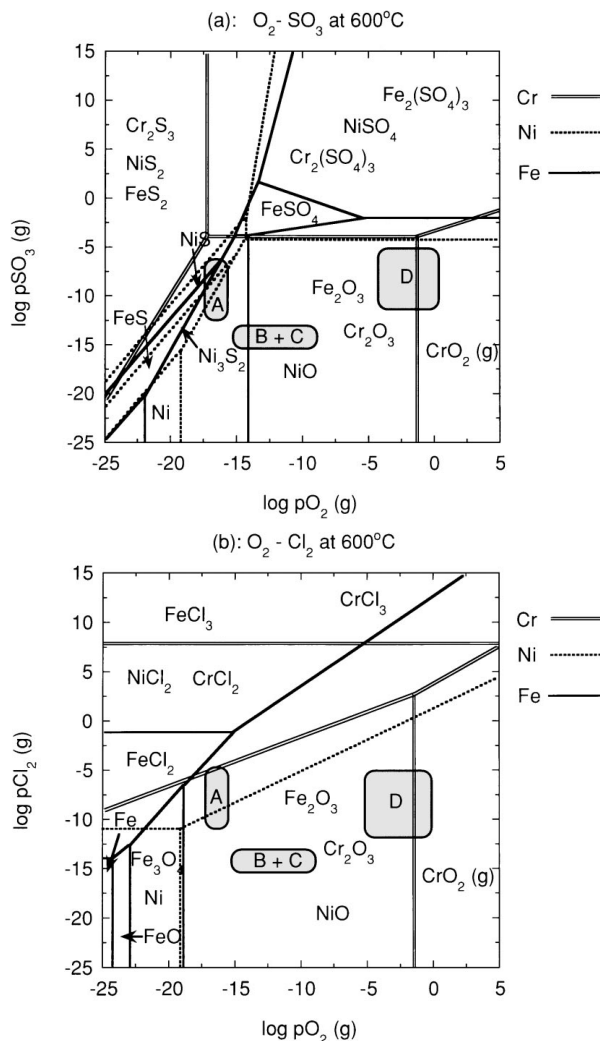 (a): O₂- SO₃ at 600°C
15
10
5
0
-5
-10
-15
-20
-25
log pSO₃ (g)
Cr₂S₃
NiS₂
FeS₂
Fe₂(SO₄)₃
NiSO₄
Cr₂(SO₄)₃
FeSO₄
NiS
FeS
A
Fe₂O₃
D
B + C
Cr₂O₃
CrO₂ (g)
Ni₃S₂
NiO
Ni
-25 -20 -15 -10 -5 0 5
log pO₂ (g)
Cr
Ni
Fe
(b): O₂ - Cl₂ at 600°C
15
10
5
0
-5
-10
-15
-20
-25
log pCl₂ (g)
FeCl₃
CrCl₃
NiCl₂ CrCl₂
FeCl₂
A
Fe₂O₃
D
Fe
Fe₃O₄
B + C
Cr₂O₃
CrO₂ (g)
Ni
NiO
FeO
-25 -20 -15 -10 -5 0 5
log pO₂ (g)
Cr
Ni
Fe